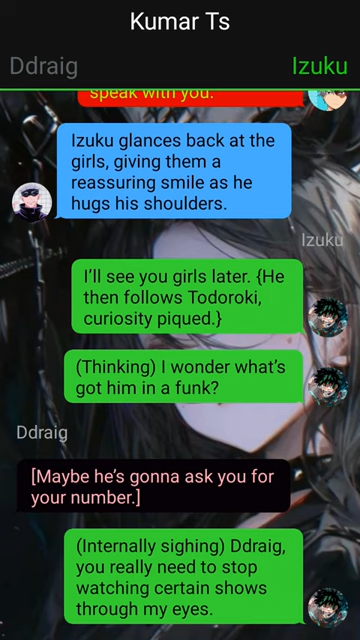 Kumar Ts
Ddraig
Izuku
speak with you.
Izuku glances back at the
girls, giving them a
reassuring smile as he
hugs his shoulders.
Izuku
I'll see you girls later. {He
then follows Todoroki,
curiosity piqued.}
(Thinking) I wonder what's
got him in a funk?
Ddraig
[Maybe he's gonna ask you for
your number.]
(Internally sighing) Ddraig,
you really need to stop
watching certain shows
through my eyes.